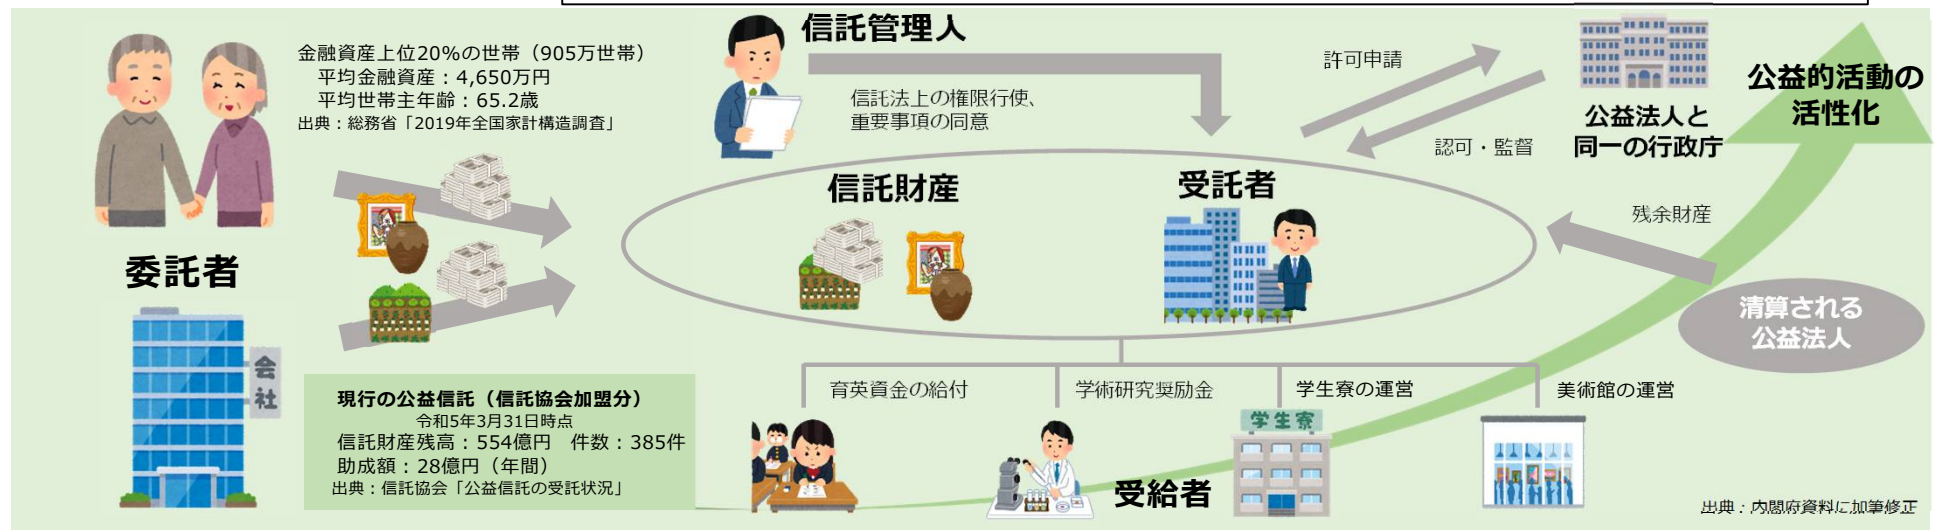 金融資産上位20%の世帯（905万世帯）
平均金融資産：4,650万円
平均世帯主年齢：65.2歳
出典：総務省「2019年全国家計構造調査」
委託者
会社
現行の公益信託（信託協会加盟分）
令和5年3月31日時点
信託財産残高：554億円　件数：385件
助成額：28億円（年間）
出典：信託協会「公益信託の受託状況」
信託管理人
信託法上の権限行使、
重要事項の同意
信託財産
受託者
許可申請
認可・監督
公益法人と
同一の行政庁
公益的活動の
活性化
残余財産
清算される
公益法人
育英資金の給付
学術研究奨励金
学生寮の運営
美術館の運営
学生寮
受給者
出典：内閣府資料に加筆修正